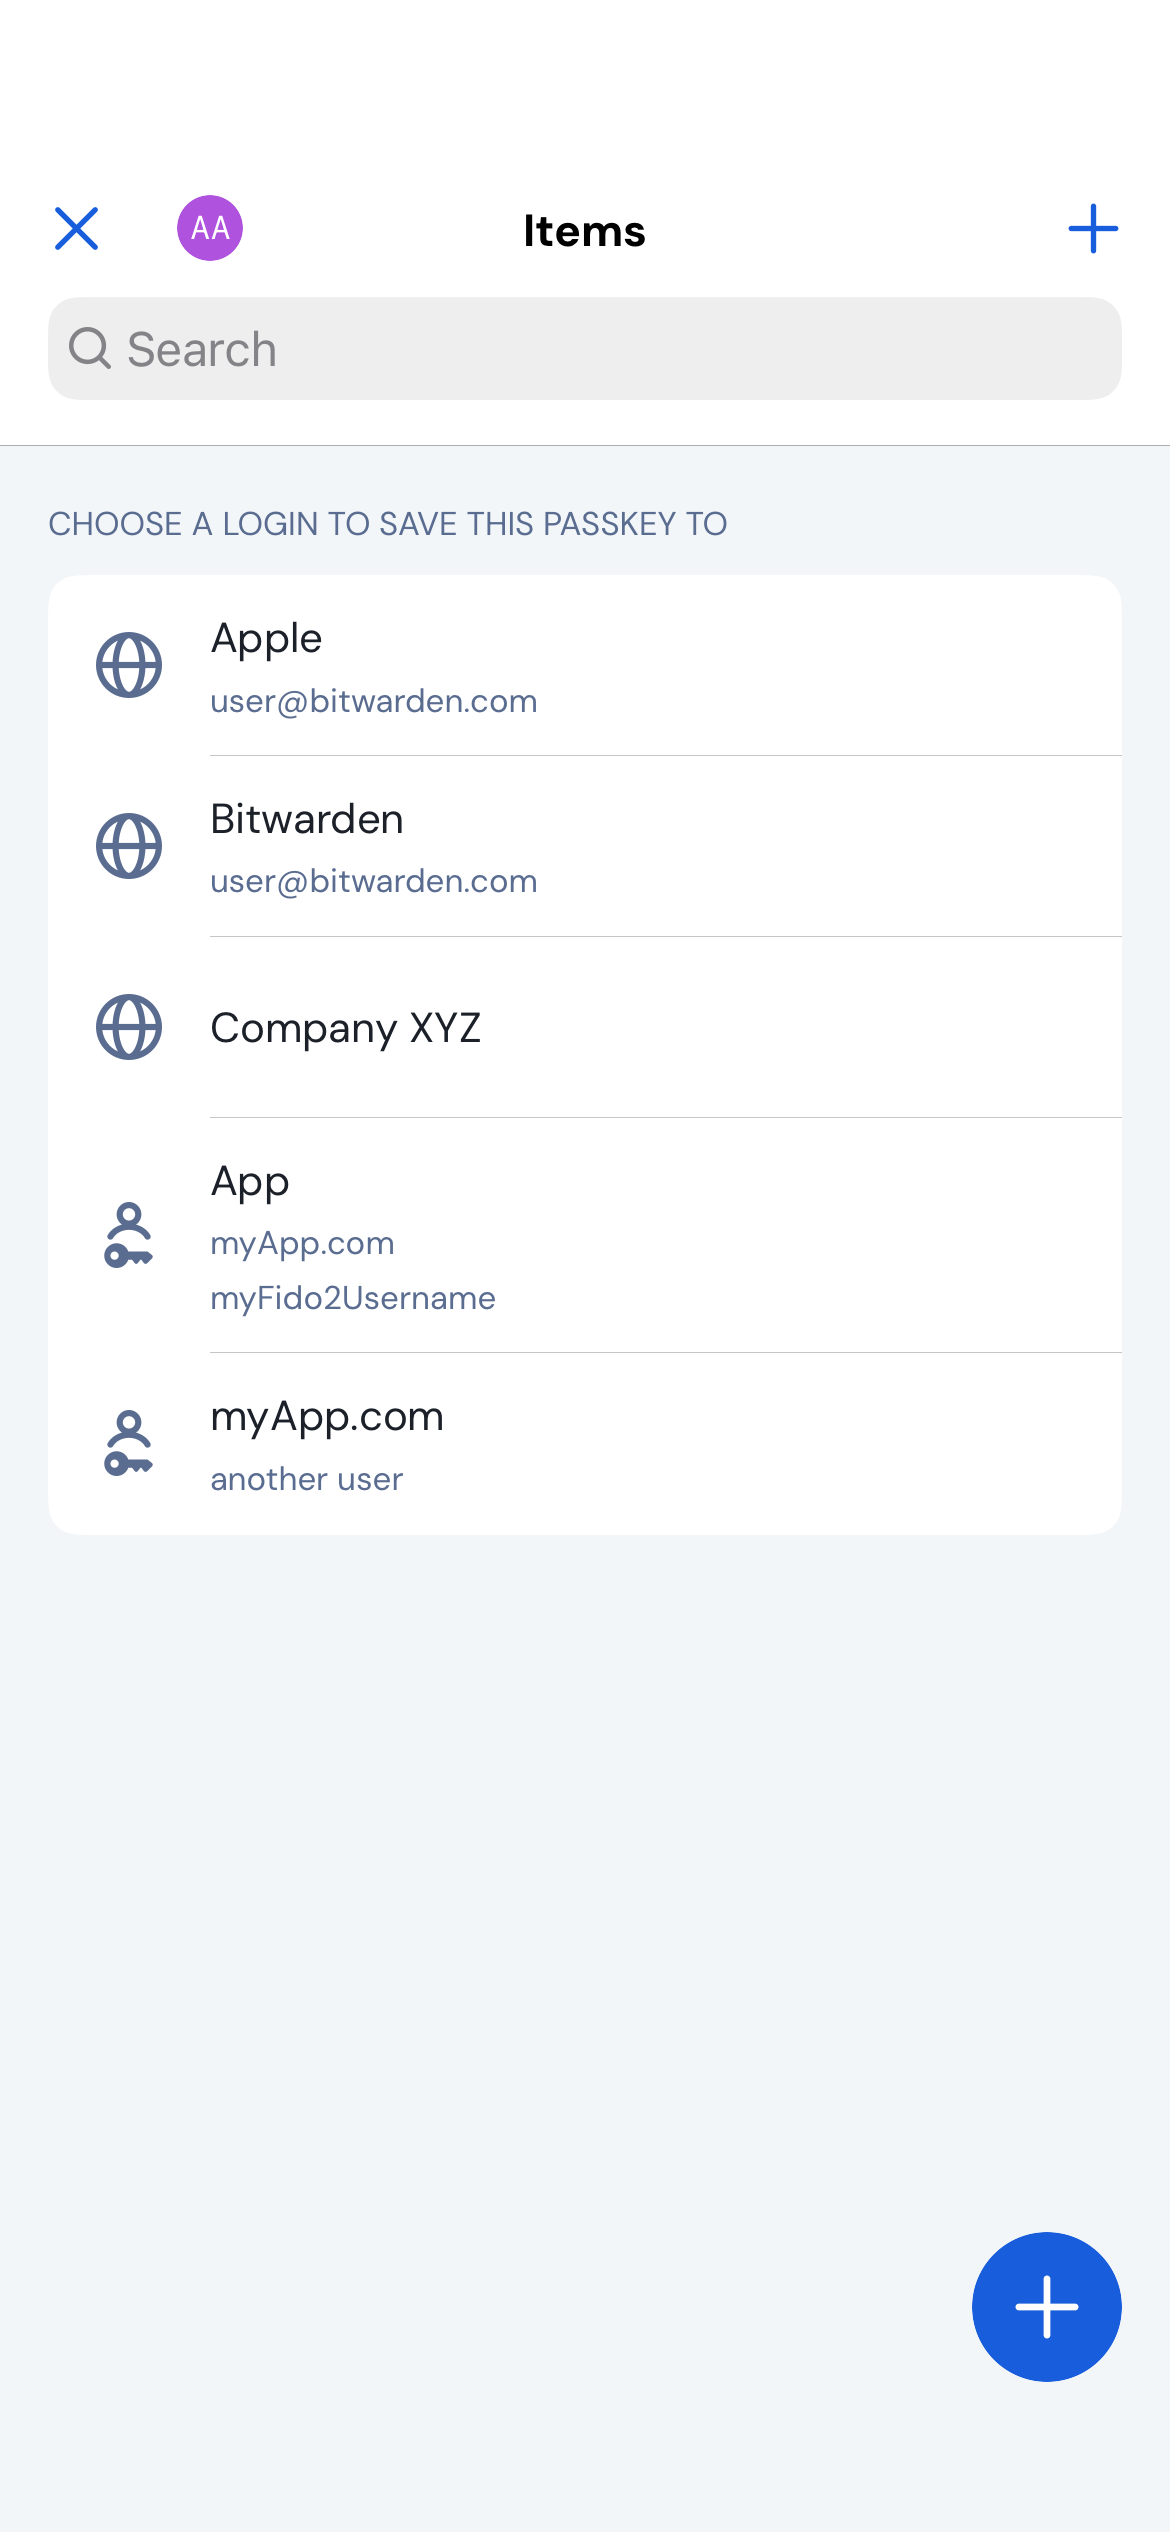 AA
Items
Search
CHOOSE A LOGIN TO SAVE THIS PASSKEY TO
Apple
user@bitwarden.com
Bitwarden
user@bitwarden.com
Company XYZ
App
myApp.com
myFido2Username
myApp.com
another user